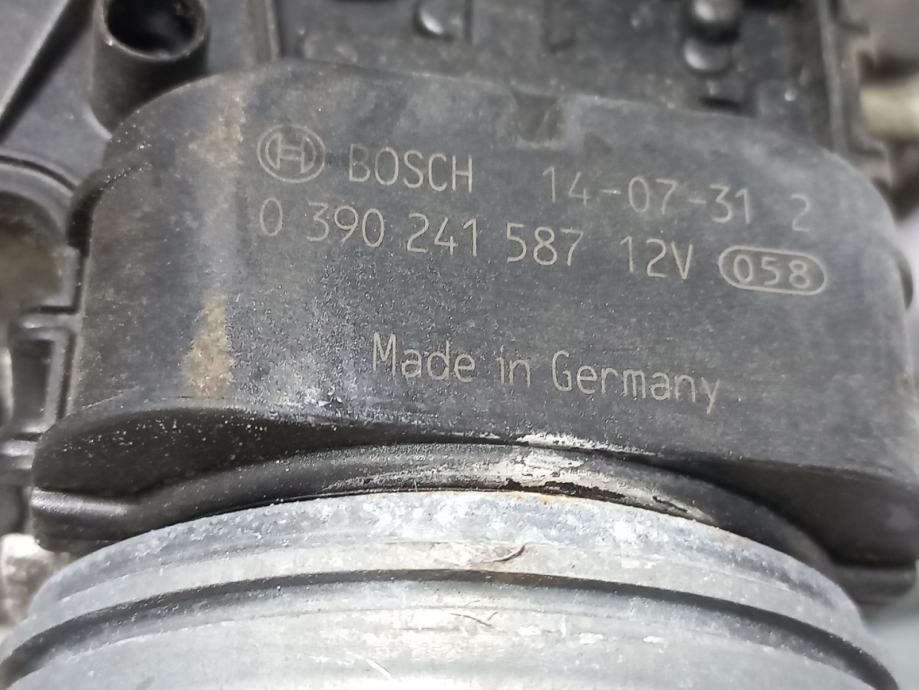 BOSCH 14-07-31 2
0 390 241 587 12V 058
Made in Germany